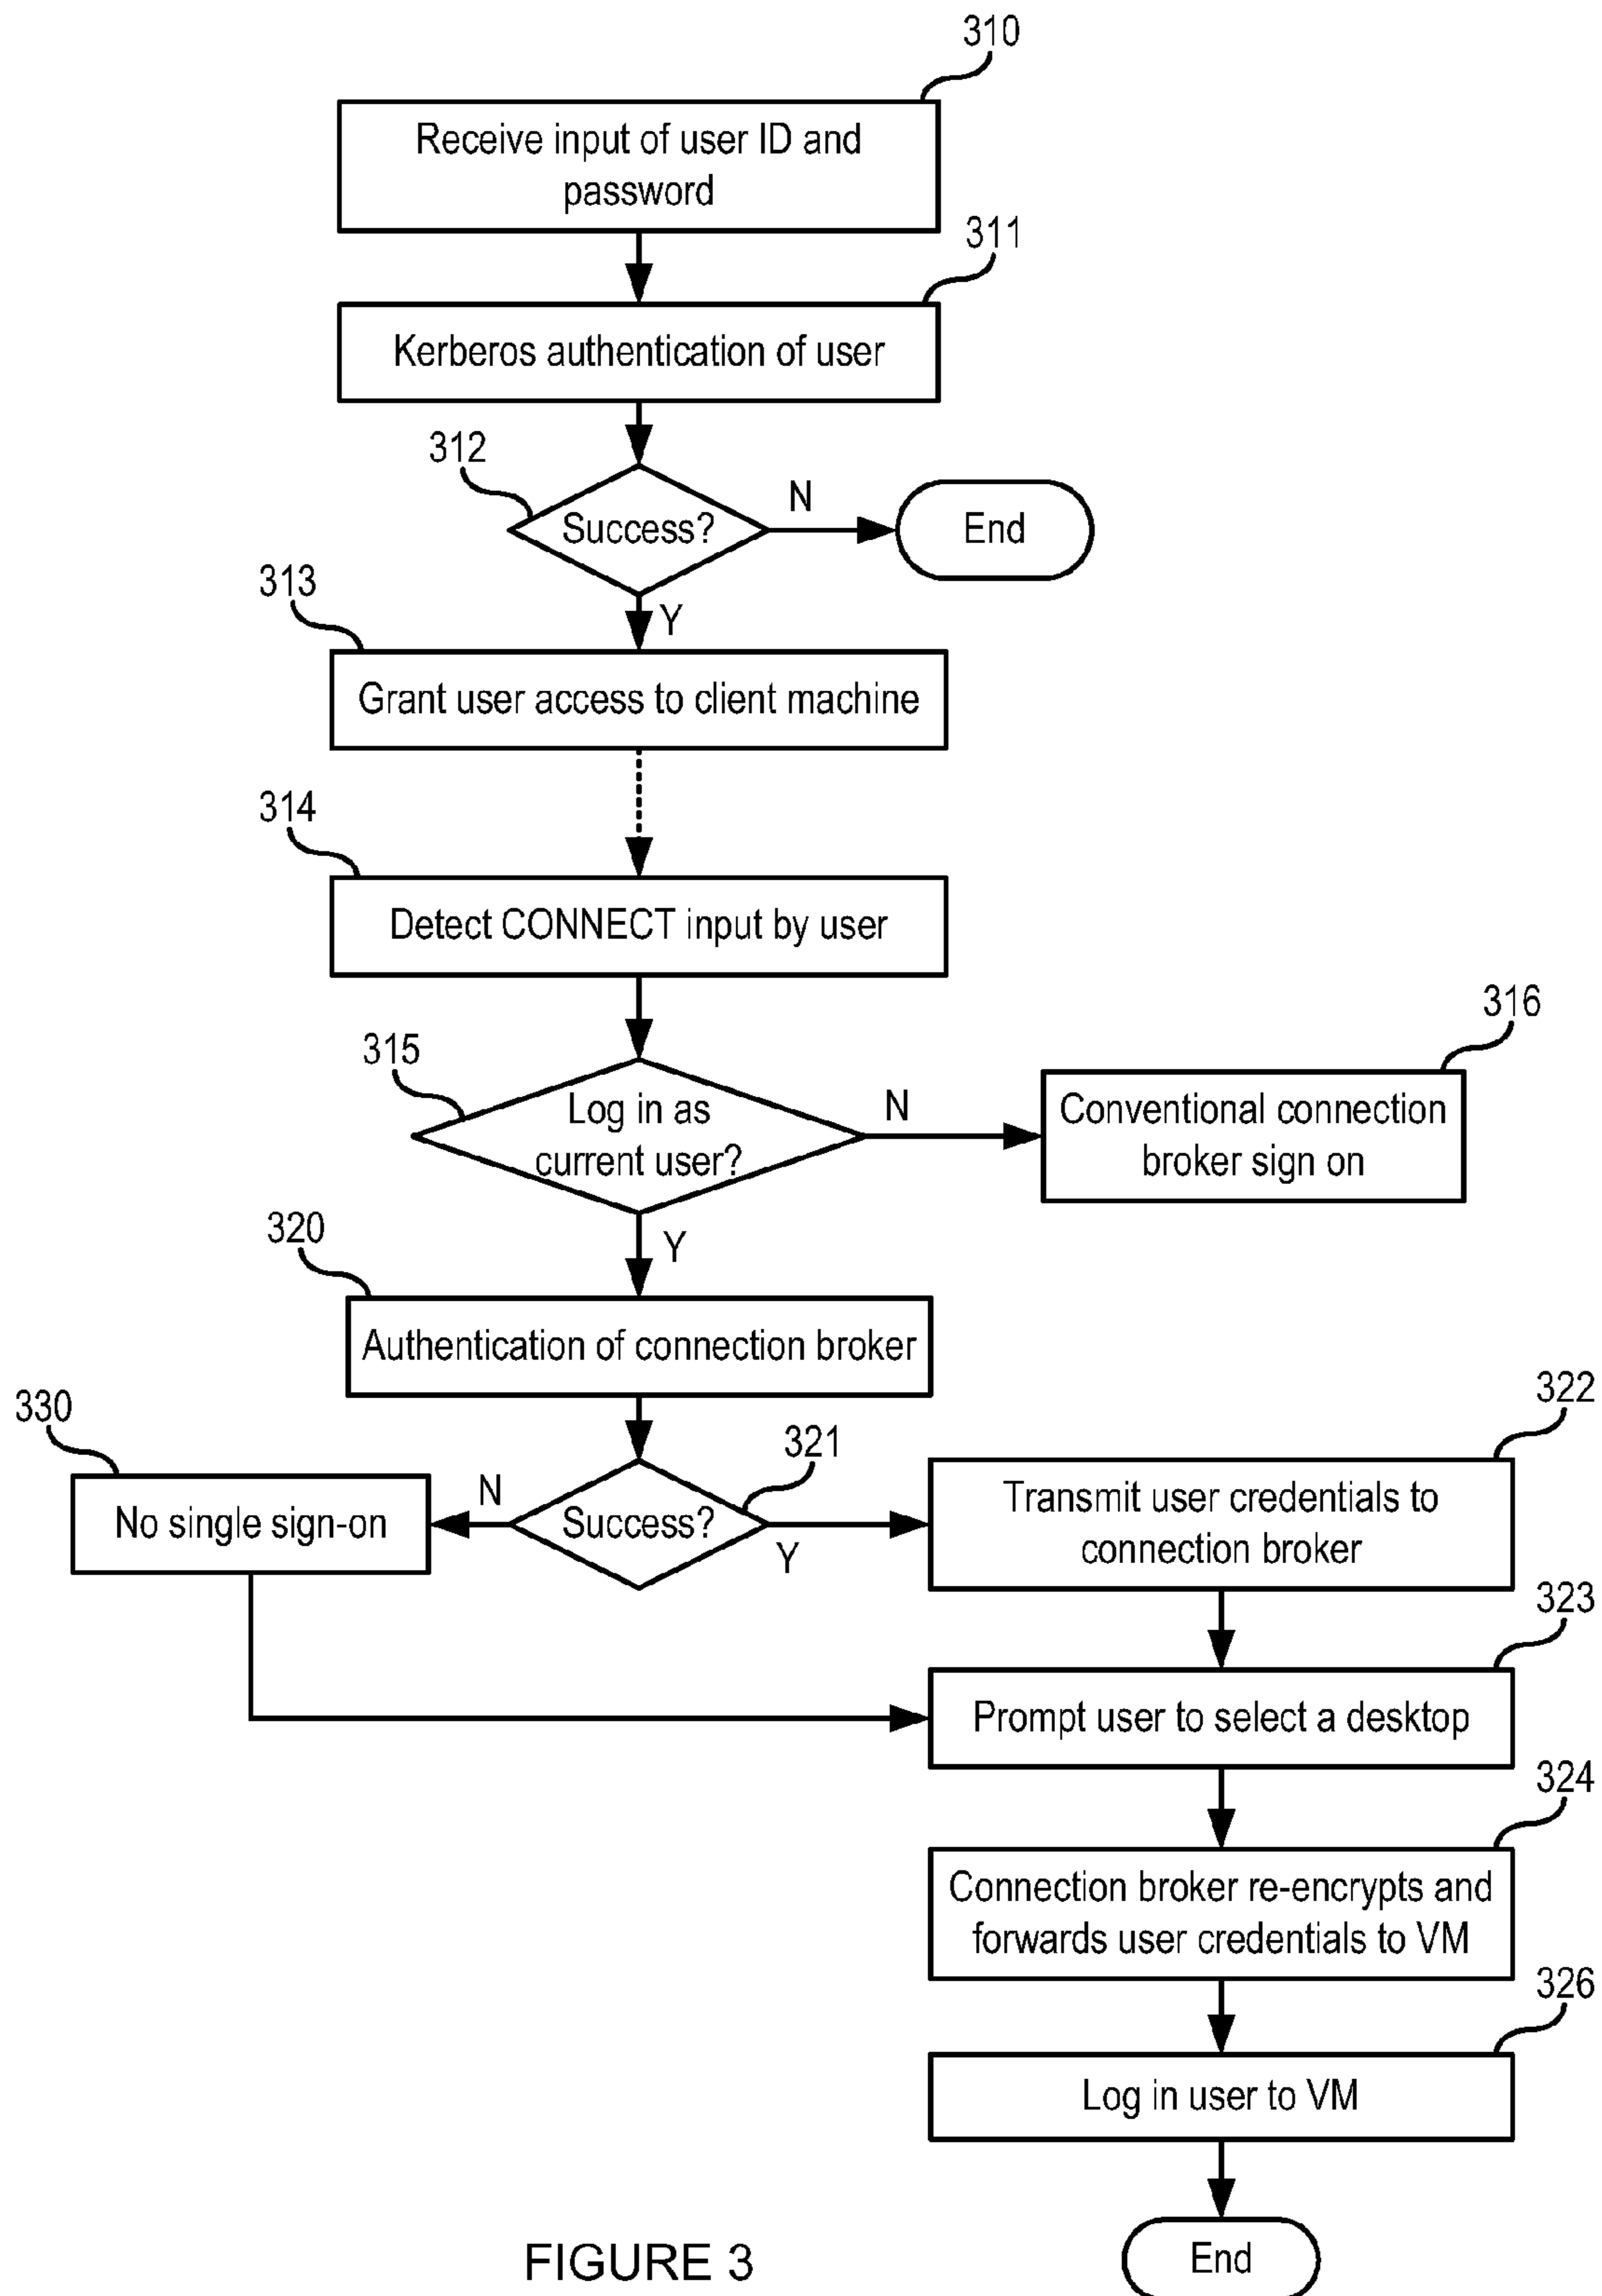 310
Receive input of user ID and
password
311
Kerberos authentication of user
312
Success?
N
End
Y
313
Grant user access to client machine
314
Detect CONNECT input by user
315
Log in as
current user?
N
316
Conventional connection
broker sign on
Y
320
Authentication of connection broker
330
No single sign-on
N
321
Success?
Y
322
Transmit user credentials to
connection broker
323
Prompt user to select a desktop
324
Connection broker re-encrypts and
forwards user credentials to VM
326
Log in user to VM
End
FIGURE 3